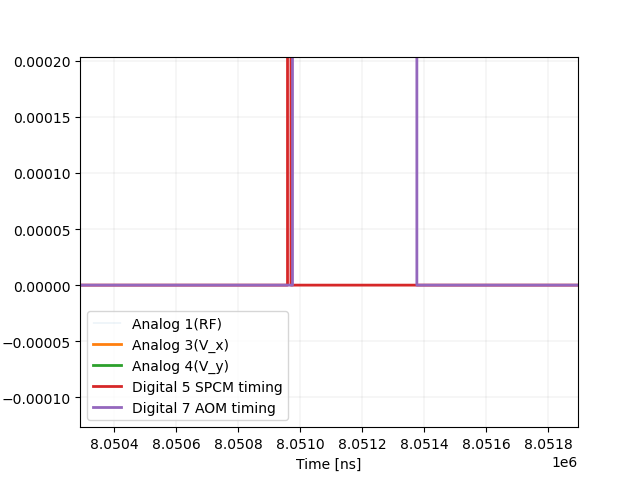 0.00020
0.00015
0.00010
0.00005
0.00000
−0.00005
−0.00010
Analog 1(RF)
Analog 3(V_x)
Analog 4(V_y)
Digital 5 SPCM timing
Digital 7 AOM timing
8.0504 8.0506 8.0508 8.0510 8.0512 8.0514 8.0516 8.0518
Time [ns]
1e6